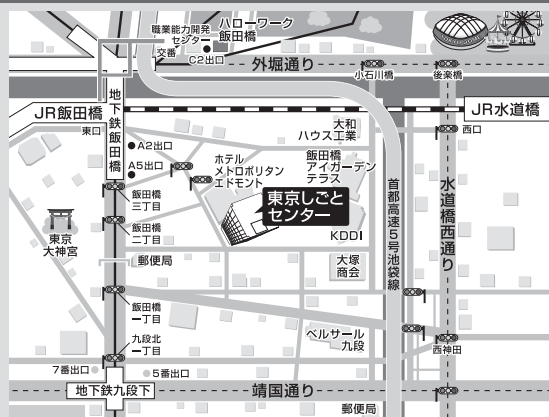 職業能力開発
センター
ハローワーク
飯田橋
交番
C2出口
外堀通り
小石川橋
後楽橋
地下鉄飯田橋
JR飯田橋
JR水道橋
東口
西口
A2出口
大和
ハウス工業
A5出口
ホテル
メトロポリタン
エドモント
飯田橋
アイガーデン
テラス
東京しごと
センター
飯田橋
三丁目
飯田橋
二丁目
東京
大神宮
KDDI
首都高速5号池袋線
水道橋西通り
郵便局
大塚
商会
飯田橋
一丁目
九段北
一丁目
ベルサール
九段
西神田
7番出口
5番出口
地下鉄九段下
靖国通り
郵便局